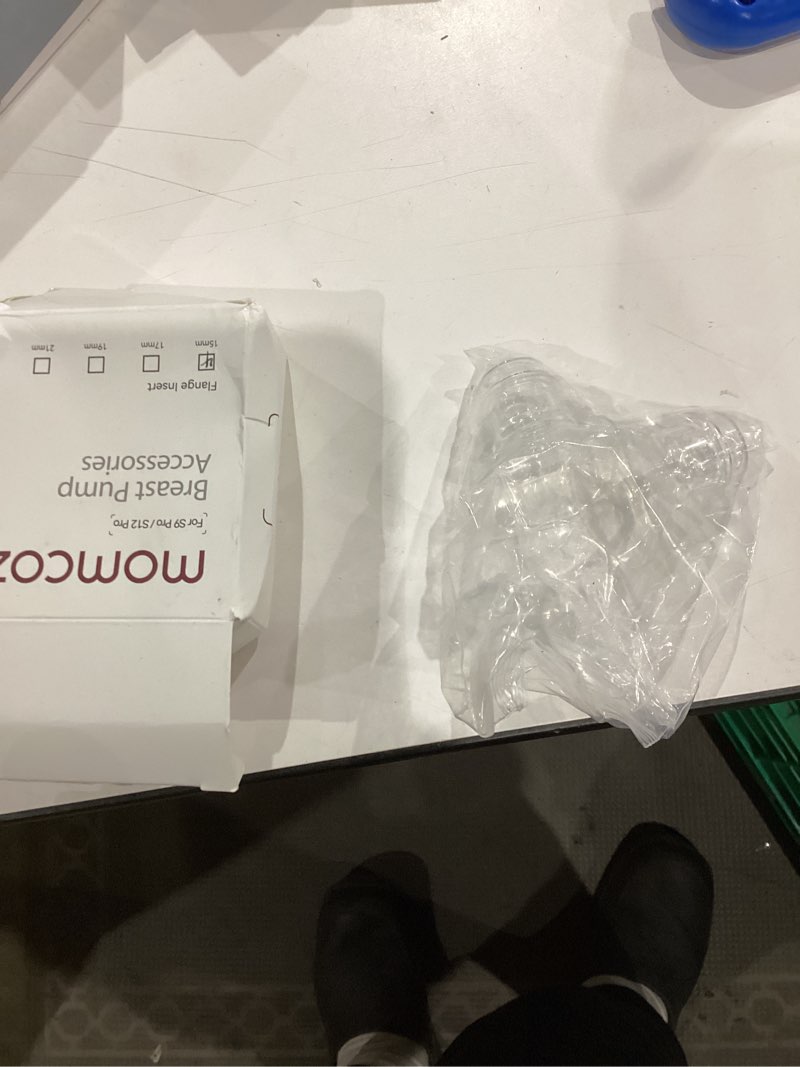 momcoz
For S9 Pro / S12 Pro
Breast Pump
Accessories
Flange Insert
15mm 17mm 19mm 21mm